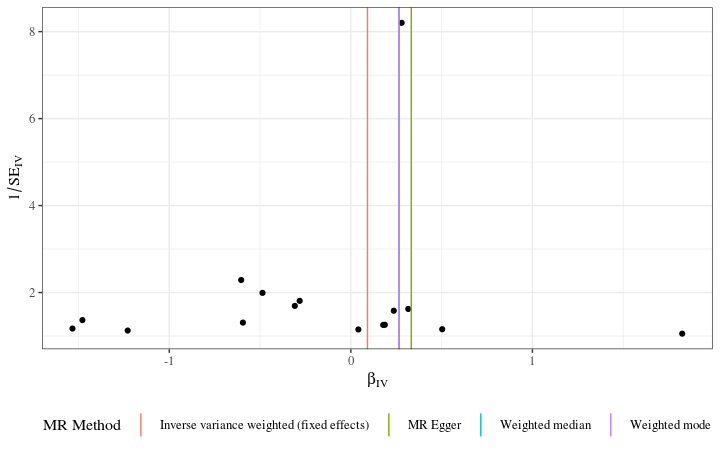 8
6
4
2
1/SE_IV
-1
0
1
β_IV
MR Method
Inverse variance weighted (fixed effects)
MR Egger
Weighted median
Weighted mode